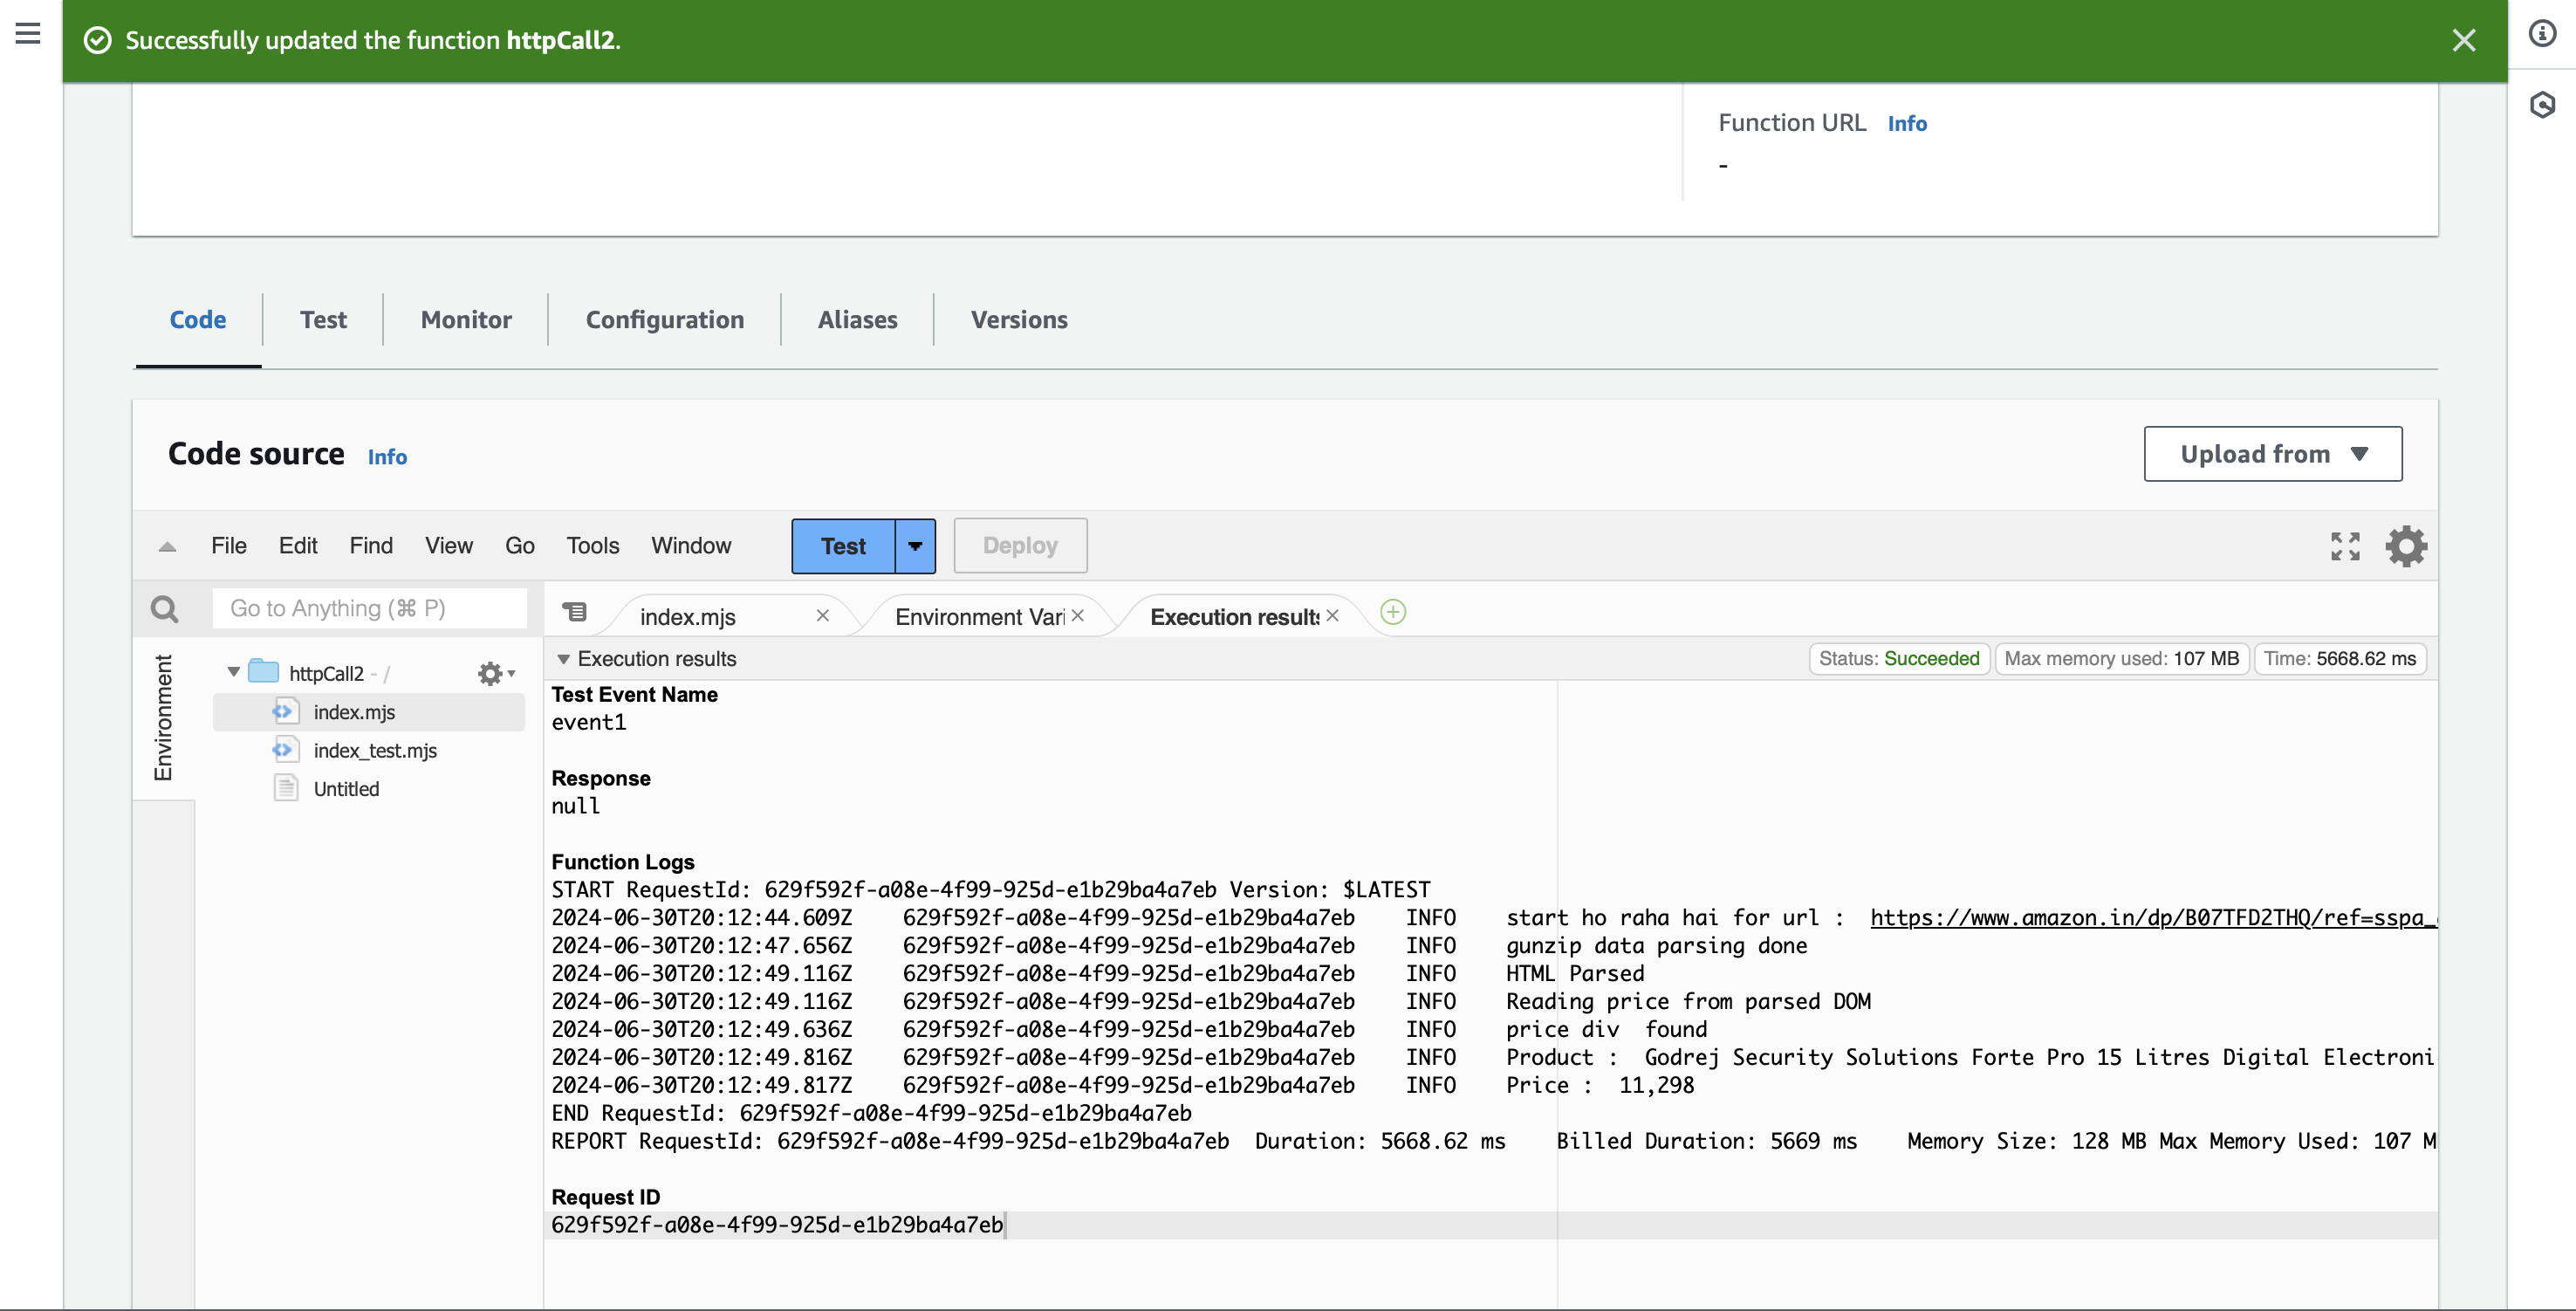 Successfully updated the function httpCall2.
Function URL Info
-
Code Test Monitor Configuration Aliases Versions
Code source Info
Upload from
File Edit Find View Go Tools Window Test Deploy
Go to Anything (⌘ P)
index.mjs Environment Vari Execution results
Execution results
Status: Succeeded Max memory used: 107 MB Time: 5668.62 ms
Environment
httpCall2 - /
index.mjs
index_test.mjs
Untitled
Test Event Name
event1
Response
null
Function Logs
START RequestId: 629f592f-a08e-4f99-925d-e1b29ba4a7eb Version: $LATEST
2024-06-30T20:12:44.609Z 629f592f-a08e-4f99-925d-e1b29ba4a7eb INFO start ho raha hai for url : https://www.amazon.in/dp/B07TFD2THQ/ref=sspa_
2024-06-30T20:12:47.656Z 629f592f-a08e-4f99-925d-e1b29ba4a7eb INFO gunzip data parsing done
2024-06-30T20:12:49.116Z 629f592f-a08e-4f99-925d-e1b29ba4a7eb INFO HTML Parsed
2024-06-30T20:12:49.116Z 629f592f-a08e-4f99-925d-e1b29ba4a7eb INFO Reading price from parsed DOM
2024-06-30T20:12:49.636Z 629f592f-a08e-4f99-925d-e1b29ba4a7eb INFO price div found
2024-06-30T20:12:49.816Z 629f592f-a08e-4f99-925d-e1b29ba4a7eb INFO Product : Godrej Security Solutions Forte Pro 15 Litres Digital Electroni
2024-06-30T20:12:49.817Z 629f592f-a08e-4f99-925d-e1b29ba4a7eb INFO Price : 11,298
END RequestId: 629f592f-a08e-4f99-925d-e1b29ba4a7eb
REPORT RequestId: 629f592f-a08e-4f99-925d-e1b29ba4a7eb Duration: 5668.62 ms Billed Duration: 5669 ms Memory Size: 128 MB Max Memory Used: 107 M
Request ID
629f592f-a08e-4f99-925d-e1b29ba4a7eb